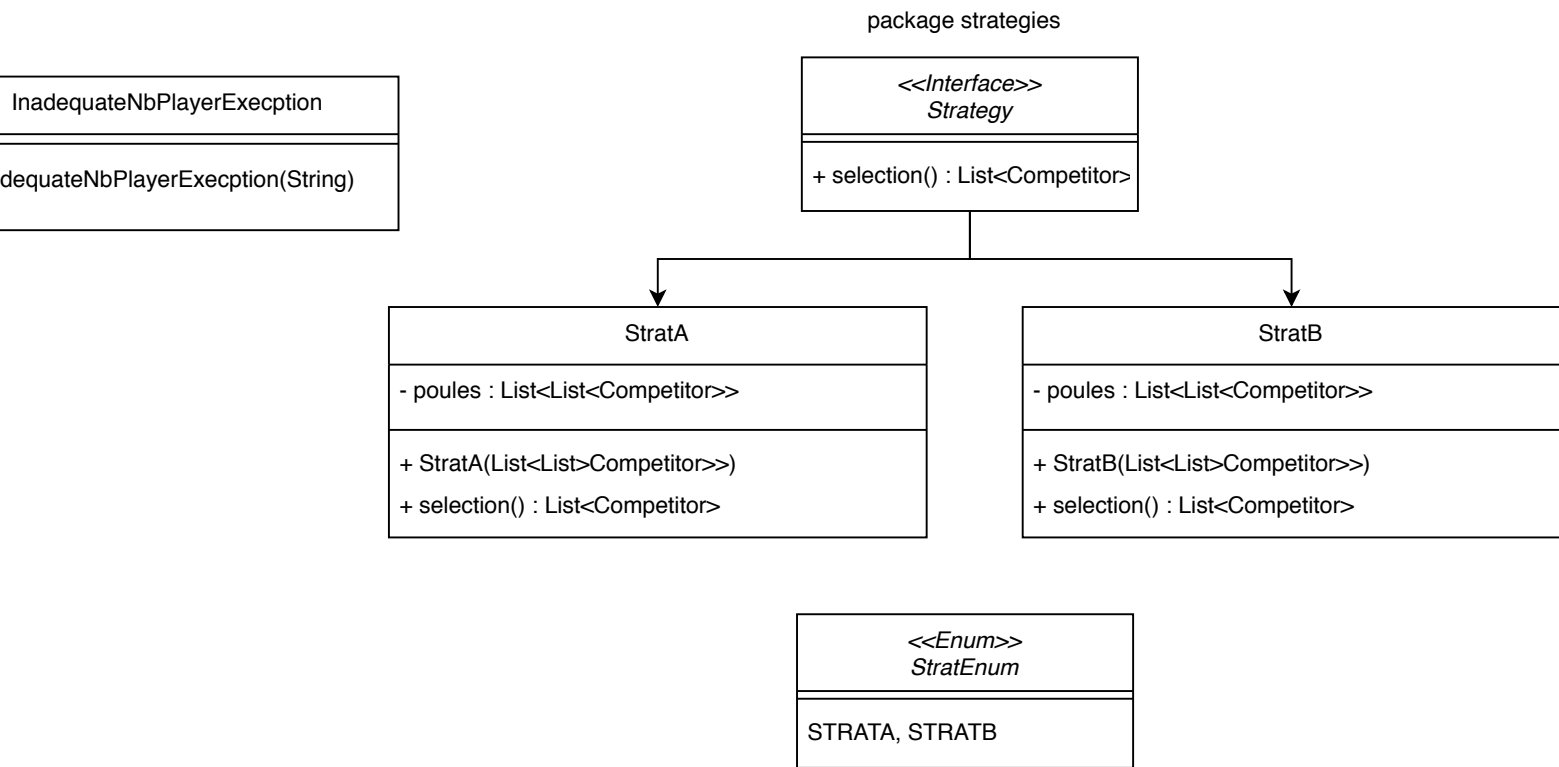 package strategies
InadequateNbPlayerExecption
dequateNbPlayerExecption(String)
<<Interface>>
Strategy
+ selection() : List<Competitor>
StratA
- poules : List<List<Competitor>>
+ StratA(List<List>Competitor>>)
+ selection() : List<Competitor>
StratB
- poules : List<List<Competitor>>
+ StratB(List<List>Competitor>>)
+ selection() : List<Competitor>
<<Enum>>
StratEnum
STRATA, STRATB